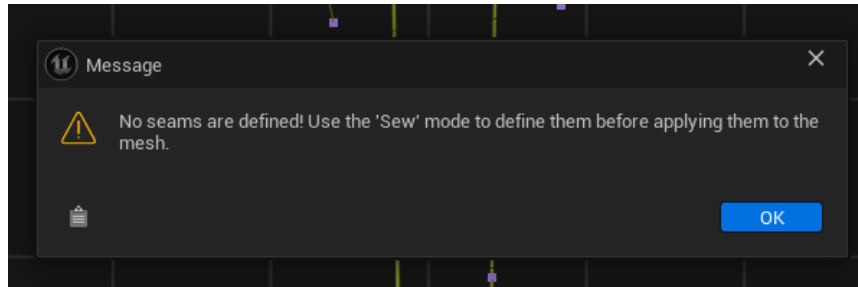 Message
No seams are defined! Use the 'Sew' mode to define them before applying them to the
mesh.
OK